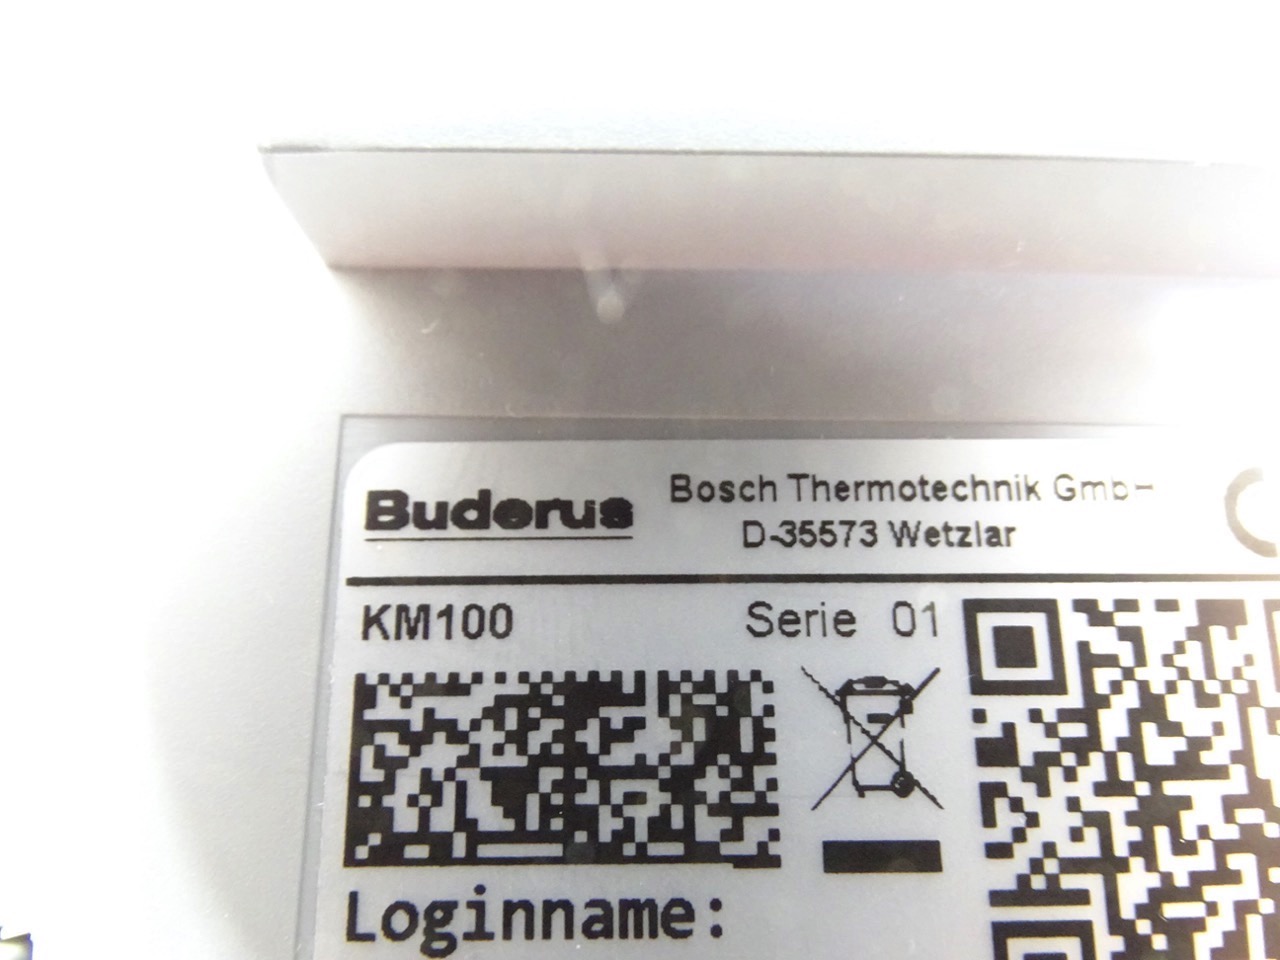 Buderus
Bosch Thermotechnik Gmb
D-35573 Wetzlar
KM100 Serie 01
Loginname: